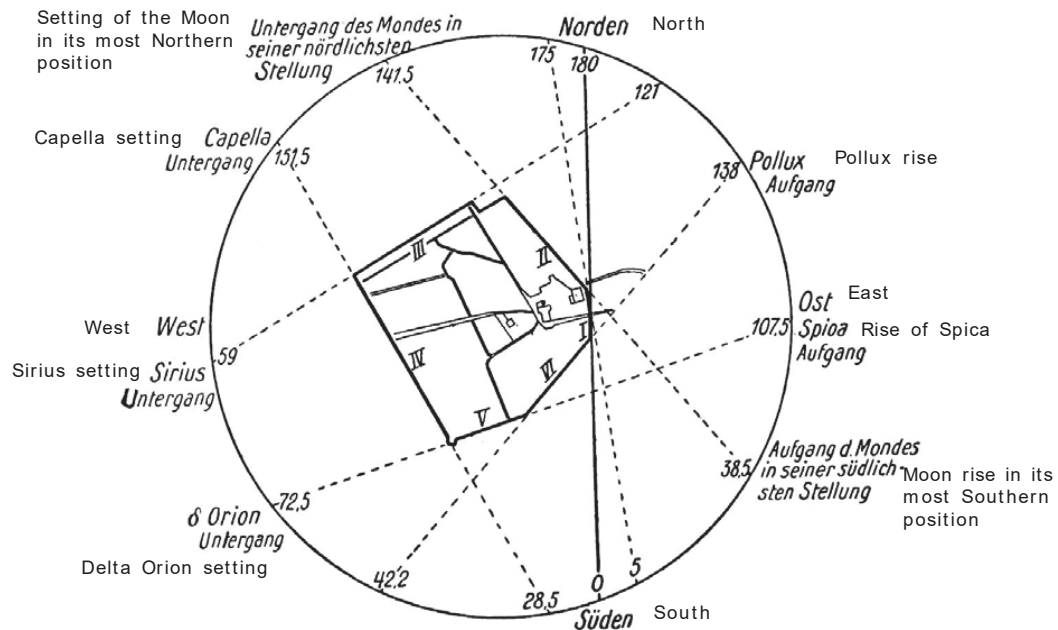 Setting of the Moon
in its most Northern
position
Untergang des Mondes in
seiner nördlichsten
Stellung
141,5
Norden
North
175
180
121
Capella setting
Capella
Untergang
151,5
138
Pollux
Aufgang
Pollux rise
III
II
West
West
59
I
107,5
Ost
East
Spica
Aufgang
Rise of Spica
Sirius setting
Sirius
Untergang
IV
VI
V
38,5
Aufgang d. Mondes
in seiner südlich-
sten Stellung
Moon rise in its
most Southern
position
72,5
δ Orion
Untergang
Delta Orion setting
42,2
28,5
0
5
Süden
South